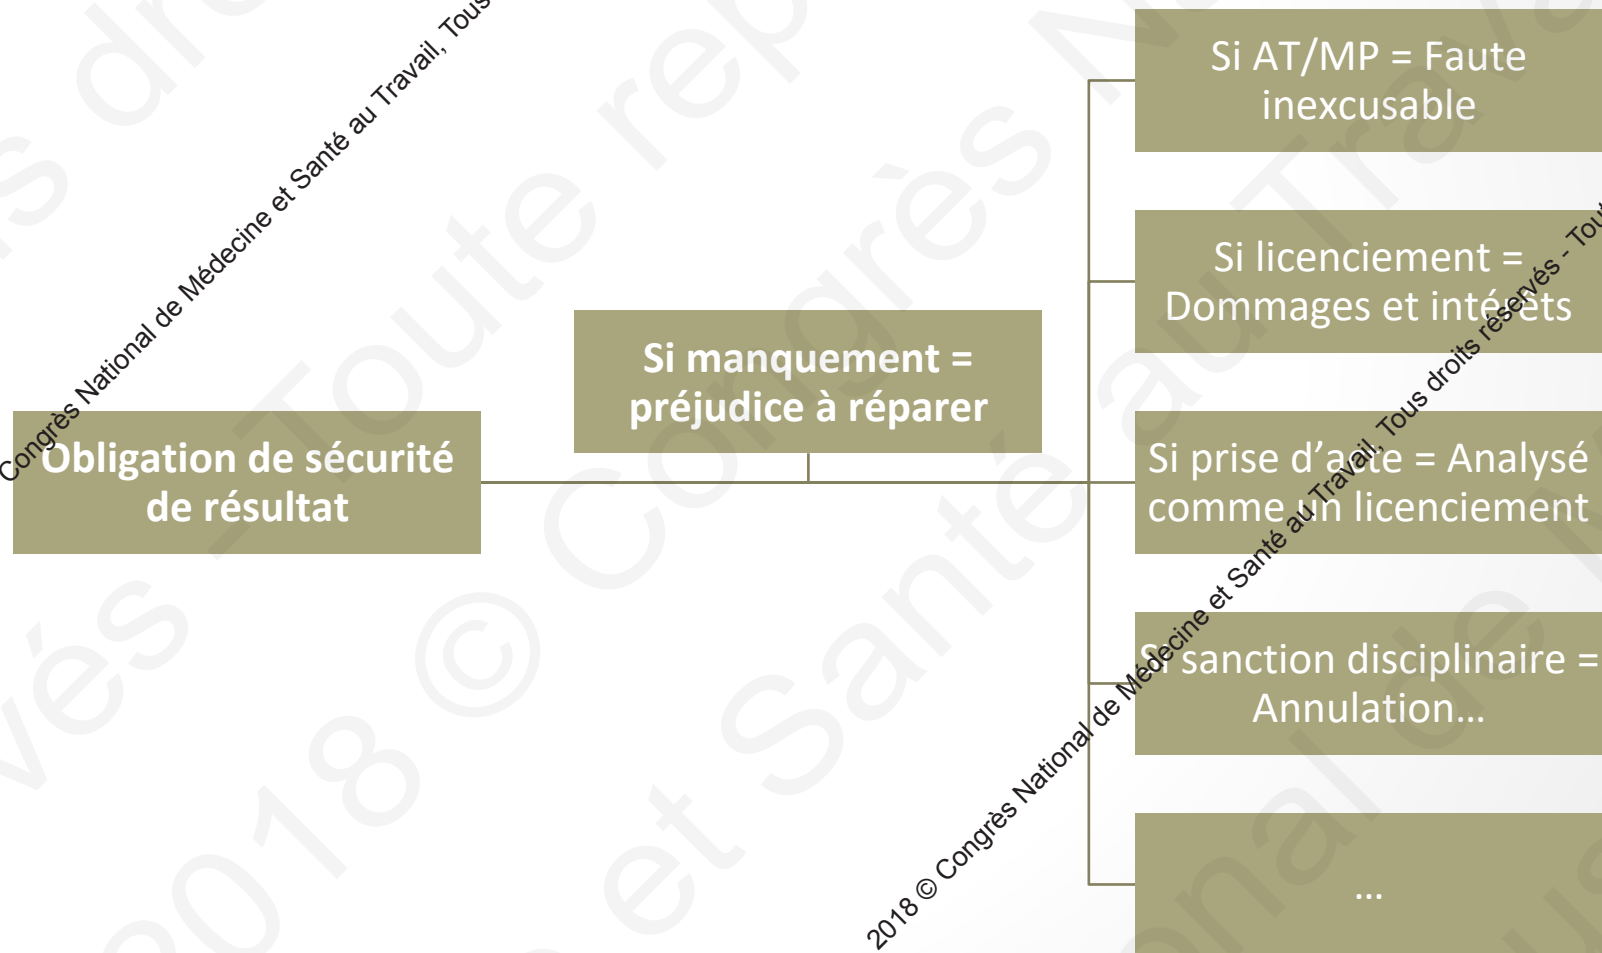 Obligation de sécurité
de résultat
Si manquement =
préjudice à réparer
Si AT/MP = Faute
inexcusable
Si licenciement =
Dommages et intérêts
Si prise d’acte = Analysé
comme un licenciement
Si sanction disciplinaire =
Annulation…
…
Congrès National de Médecine et Santé au Travail, Tous
2018 © Congrès National de Médecine et Santé au Travail, Tous droits réservés - Tout